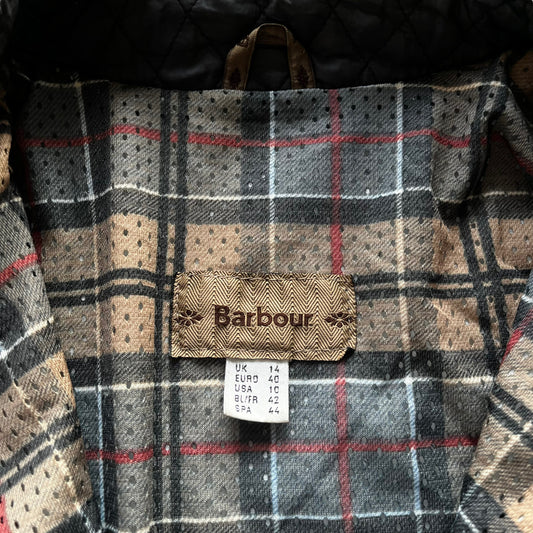 Barbour
UK 14
EURO 40
USA 10
BL/FR 42
SPA 44